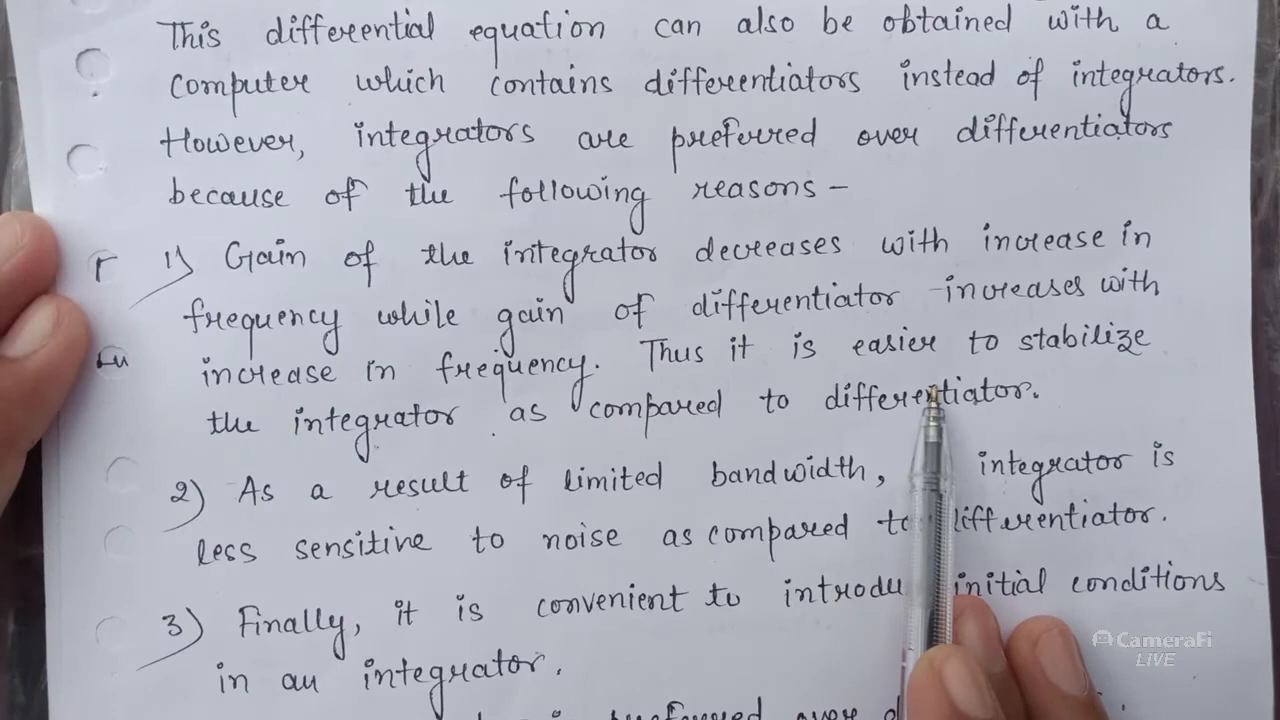 This differential equation can also be obtained with a
computer which contains differentiators instead of integrators.
However, integrators are preferred over differentiators
because of the following reasons -
1) Gain of the integrator decreases with increase in
frequency while gain of differentiator increases with
increase in frequency. Thus it is easier to stabilize
the integrator as compared to differentiator.
2) As a result of limited bandwidth, integrator is
less sensitive to noise as compared to differentiator.
3) Finally, it is convenient to introdu initial conditions
in an integrator.
preferred over
CameraFi
LIVE